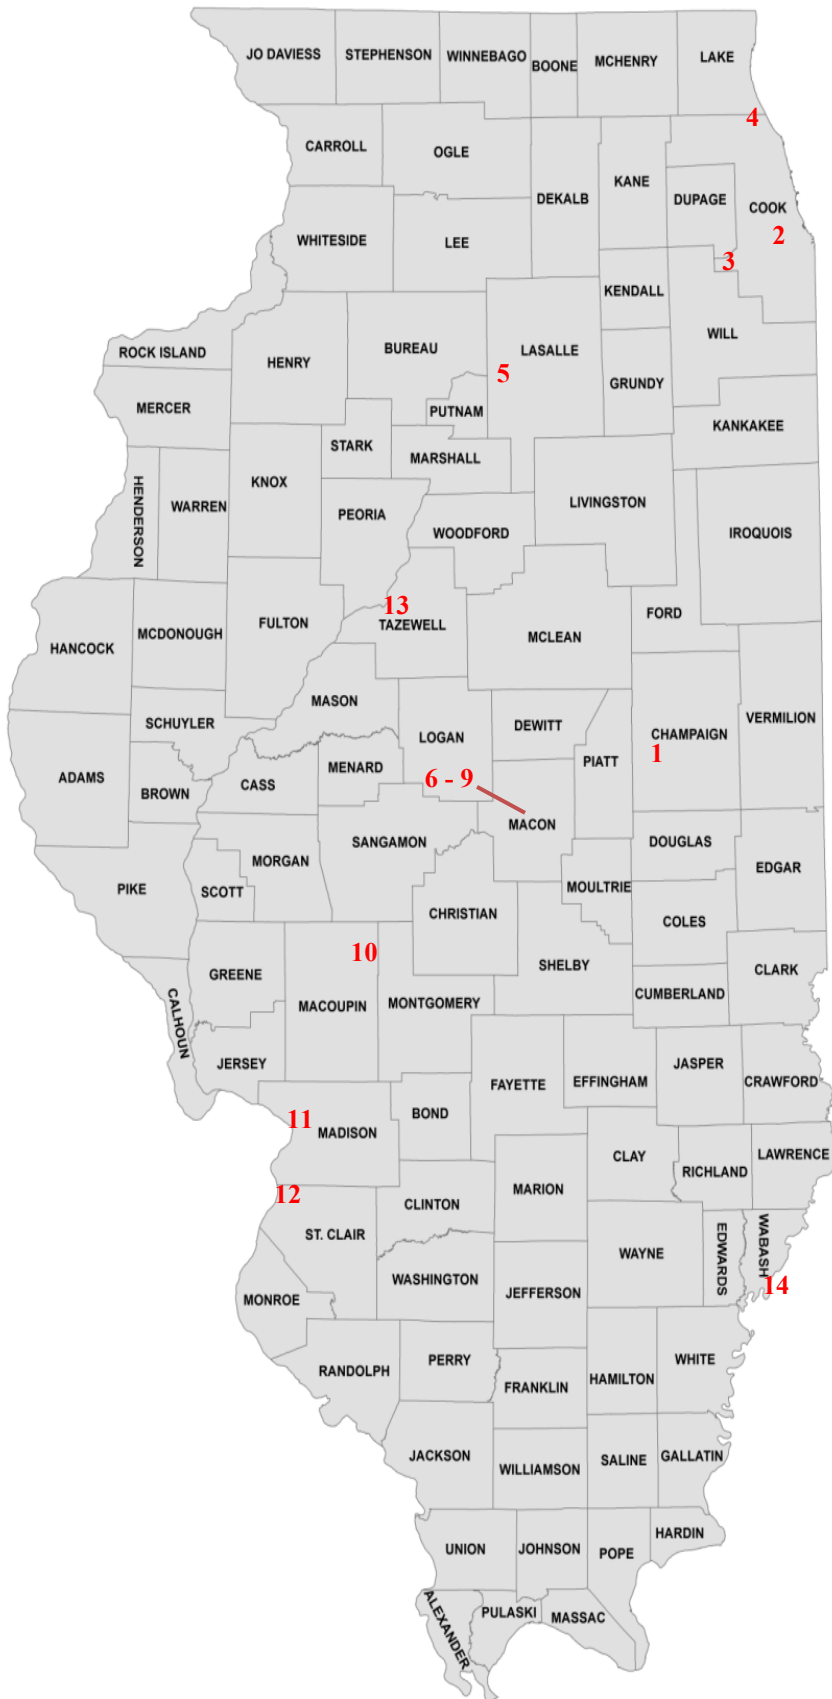 JO DAVIESS
STEPHENSON
WINNEBAGO
BOONE
MCHENRY
LAKE
4
CARROLL
OGLE
DEKALB
KANE
DUPAGE
COOK
2
WHITESIDE
LEE
3
KENDALL
ROCK ISLAND
HENRY
BUREAU
LASALLE
WILL
5
GRUNDY
MERCER
PUTNAM
KANKAKEE
STARK
MARSHALL
HENDERSON
WARREN
KNOX
PEORIA
WOODFORD
LIVINGSTON
IROQUOIS
13
HANCOCK
MCDONOUGH
FULTON
TAZEWELL
MCLEAN
FORD
MASON
SCHUYLER
LOGAN
DEWITT
CHAMPAIGN
VERMILION
1
ADAMS
BROWN
CASS
MENARD
6 - 9
PIATT
MACON
SANGAMON
DOUGLAS
PIKE
SCOTT
MORGAN
MOULTRIE
EDGAR
CHRISTIAN
COLES
10
GREENE
MACOUPIN
MONTGOMERY
SHELBY
CUMBERLAND
CLARK
CALHOUN
JERSEY
FAYETTE
EFFINGHAM
JASPER
CRAWFORD
11
MADISON
BOND
CLAY
RICHLAND
LAWRENCE
12
ST. CLAIR
CLINTON
MARION
WAYNE
EDWARDS
WABASH
14
MONROE
WASHINGTON
JEFFERSON
RANDOLPH
PERRY
FRANKLIN
HAMILTON
WHITE
JACKSON
WILLIAMSON
SALINE
GALLATIN
UNION
JOHNSON
POPE
HARDIN
ALEXANDER
PULASKI
MASSAC